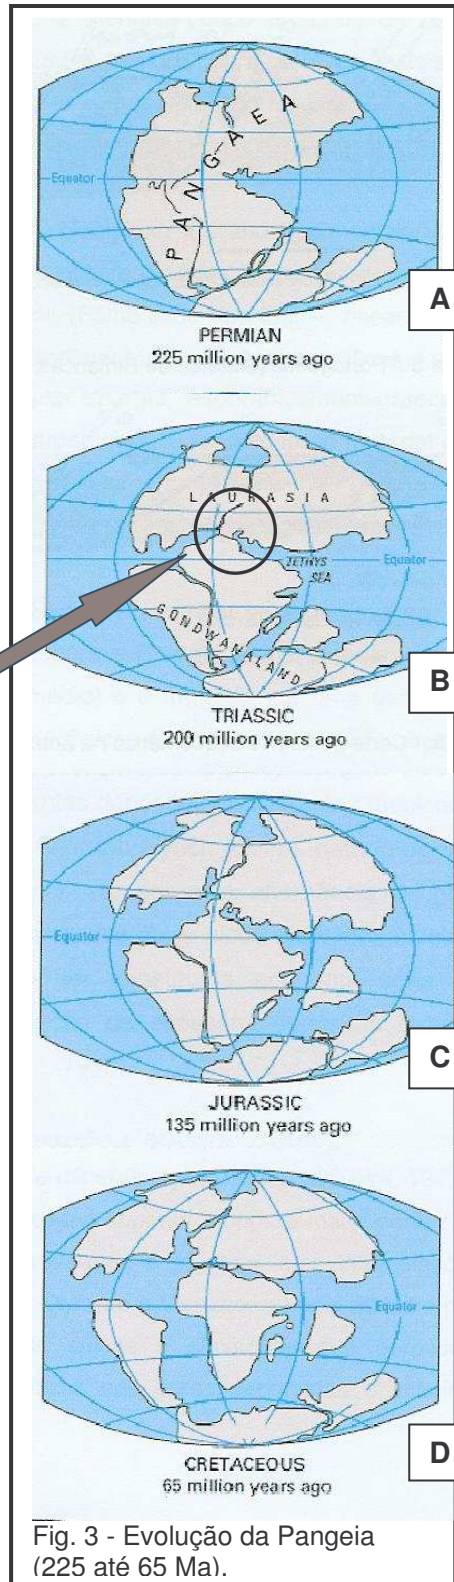 PANGAEA
Equator
A
PERMIAN
225 million years ago
LAURASIA
TETHYS
SEA
Equator
GONDWANALAND
B
TRIASSIC
200 million years ago
Equator
C
JURASSIC
135 million years ago
Equator
D
CRETACEOUS
65 million years ago
Fig. 3 - Evolução da Pangeia
(225 até 65 Ma).